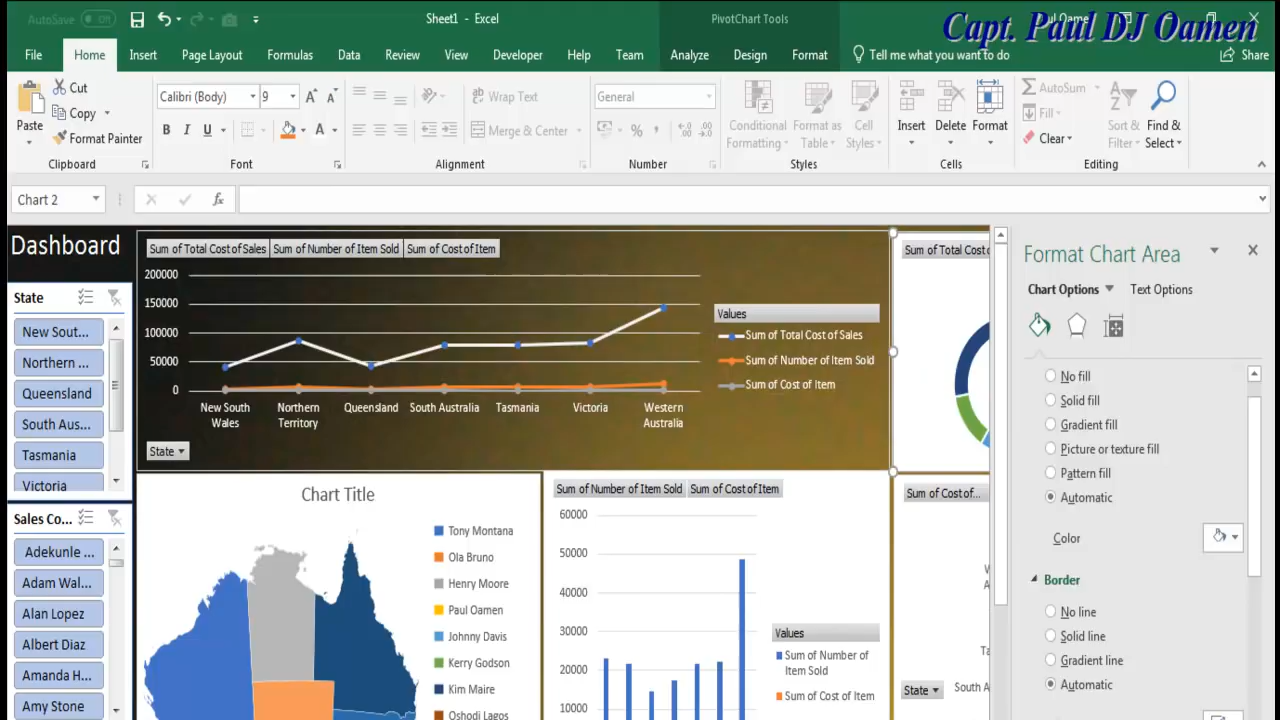 AutoSave Off
Sheet1 - Excel
PivotChart Tools
Capt. Paul DJ Oamen
File Home Insert Page Layout Formulas Data Review View Developer Help Team Analyze Design Format Tell me what you want to do Share
Paste
Cut
Copy
Format Painter
Clipboard
Calibri (Body) 9
B I U A
Font
Wrap Text
Merge & Center
Alignment
General
%
Number
Conditional Formatting
Format as Table
Cell Styles
Styles
Insert Delete Format
Cells
AutoSum
Fill
Clear
Sort & Filter
Find & Select
Editing
Chart 2
fx
Dashboard
State
New Sout...
Northern ...
Queensland
South Aus...
Tasmania
Victoria
Sales Co...
Adekunle ...
Adam Wal...
Alan Lopez
Albert Diaz
Amanda H...
Amy Stone
Sum of Total Cost of Sales Sum of Number of Item Sold Sum of Cost of Item
200000
150000
100000
50000
0
New South Wales
Northern Territory
Queensland
South Australia
Tasmania
Victoria
Western Australia
Values
Sum of Total Cost of Sales
Sum of Number of Item Sold
Sum of Cost of Item
State
Chart Title
Tony Montana
Ola Bruno
Henry Moore
Paul Oamen
Johnny Davis
Kerry Godson
Kim Maire
Oshodi Lagos
Sum of Number of Item Sold Sum of Cost of Item
60000
50000
40000
30000
20000
10000
Values
Sum of Number of
Item Sold
Sum of Cost of Item
Sum of Total Cost
Sum of Cost of...
State
South A
Format Chart Area
Chart Options Text Options
No fill
Solid fill
Gradient fill
Picture or texture fill
Pattern fill
Automatic
Color
Border
No line
Solid line
Gradient line
Automatic